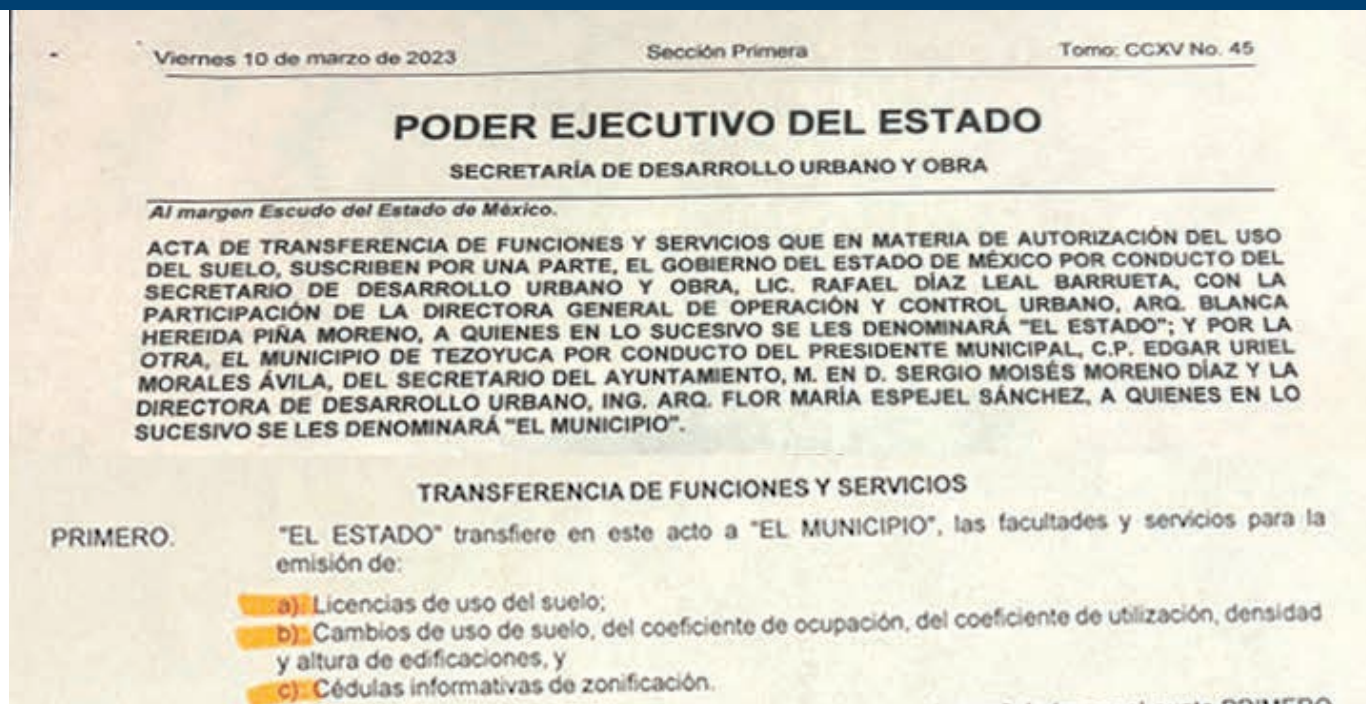 Viernes 10 de marzo de 2023 Sección Primera Tomo: CCXV No. 45
PODER EJECUTIVO DEL ESTADO
SECRETARÍA DE DESARROLLO URBANO Y OBRA
Al margen Escudo del Estado de México.
ACTA DE TRANSFERENCIA DE FUNCIONES Y SERVICIOS QUE EN MATERIA DE AUTORIZACIÓN DEL USO
DEL SUELO, SUSCRIBEN POR UNA PARTE, EL GOBIERNO DEL ESTADO DE MÉXICO POR CONDUCTO DEL
SECRETARIO DE DESARROLLO URBANO Y OBRA, LIC. RAFAEL DÍAZ LEAL BARRUETA, CON LA
PARTICIPACIÓN DE LA DIRECTORA GENERAL DE OPERACIÓN Y CONTROL URBANO, ARQ. BLANCA
HEREIDA PIÑA MORENO, A QUIENES EN LO SUCESIVO SE LES DENOMINARÁ "EL ESTADO"; Y POR LA
OTRA, EL MUNICIPIO DE TEZOYUCA POR CONDUCTO DEL PRESIDENTE MUNICIPAL, C.P. EDGAR URIEL
MORALES ÁVILA, DEL SECRETARIO DEL AYUNTAMIENTO, M. EN D. SERGIO MOISÉS MORENO DÍAZ Y LA
DIRECTORA DE DESARROLLO URBANO, ING. ARQ. FLOR MARÍA ESPEJEL SÁNCHEZ, A QUIENES EN LO
SUCESIVO SE LES DENOMINARÁ "EL MUNICIPIO".
TRANSFERENCIA DE FUNCIONES Y SERVICIOS
PRIMERO. "EL ESTADO" transfiere en este acto a "EL MUNICIPIO", las facultades y servicios para la
emisión de:
a) Licencias de uso del suelo;
b) Cambios de uso de suelo, del coeficiente de ocupación, del coeficiente de utilización, densidad
y altura de edificaciones, y
c) Cédulas informativas de zonificación.
PRIMERO